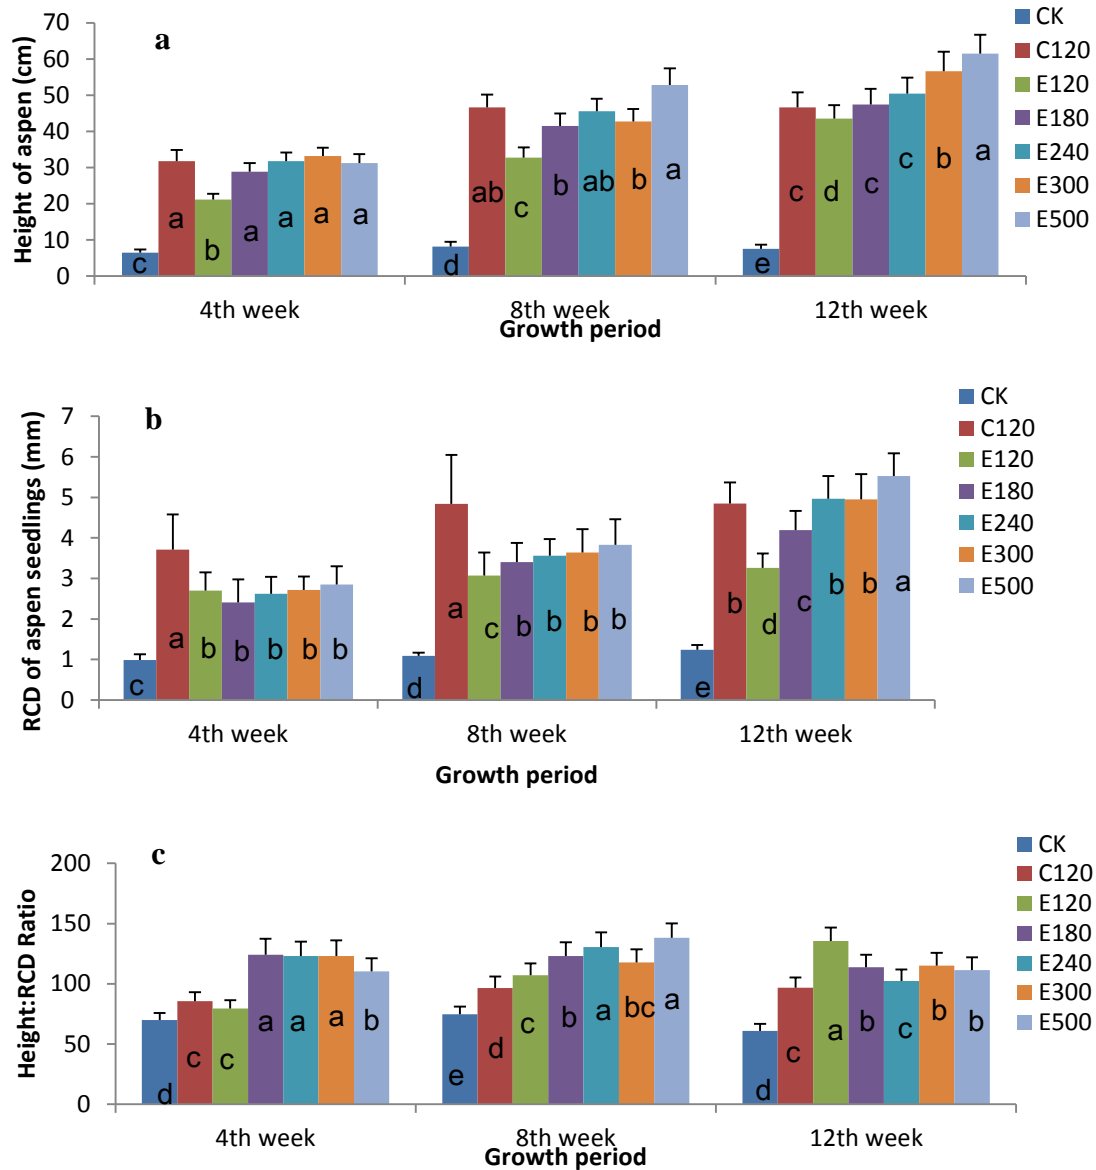 a
Height of aspen (cm)
70
60
50
40
30
20
10
0
c a b a a a a
d ab c b ab b a
e c d c c b a
4th week 8th week 12th week
Growth period
CK
C120
E120
E180
E240
E300
E500
b
RCD of aspen seedlings (mm)
7
6
5
4
3
2
1
0
c a b b b b b
d a c b b b b
e b d c b b a
4th week 8th week 12th week
Growth period
CK
C120
E120
E180
E240
E300
E500
c
Height:RCD Ratio
200
150
100
50
0
d c c a a a b
e d c b a bc a
d c a b c b b
4th week 8th week 12th week
Growth period
CK
C120
E120
E180
E240
E300
E500